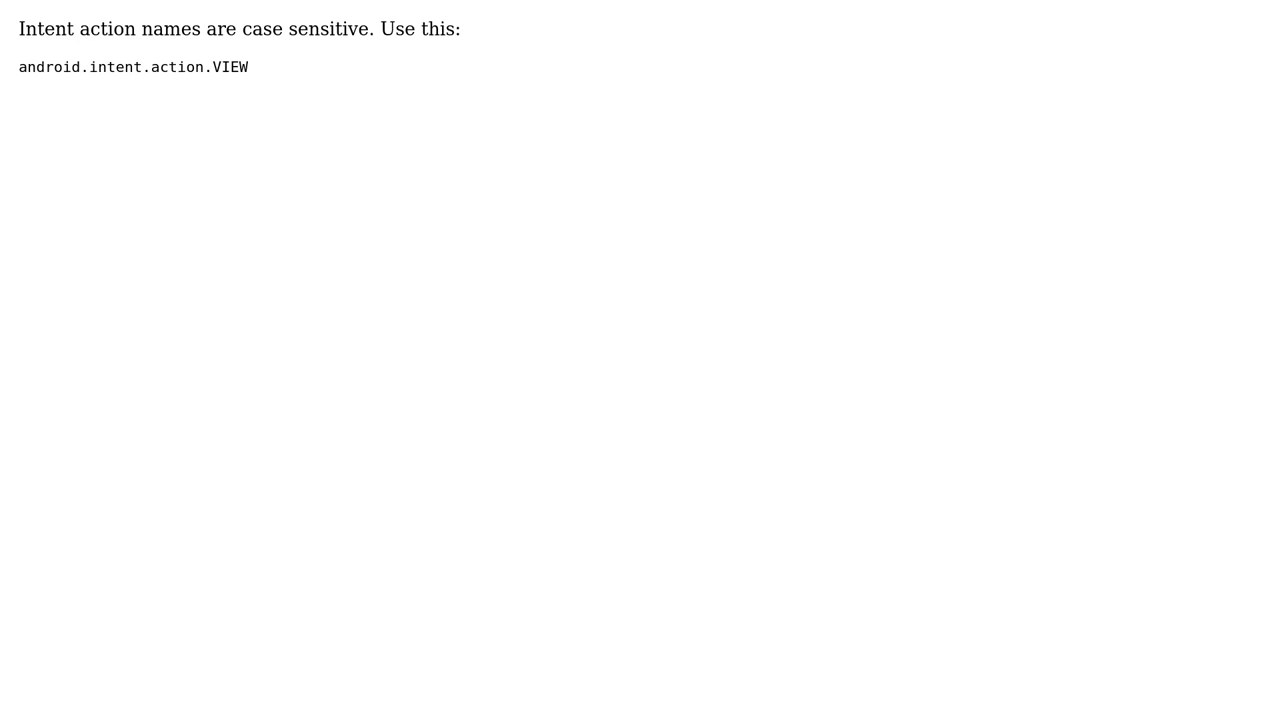 Intent action names are case sensitive. Use this:
android.intent.action.VIEW